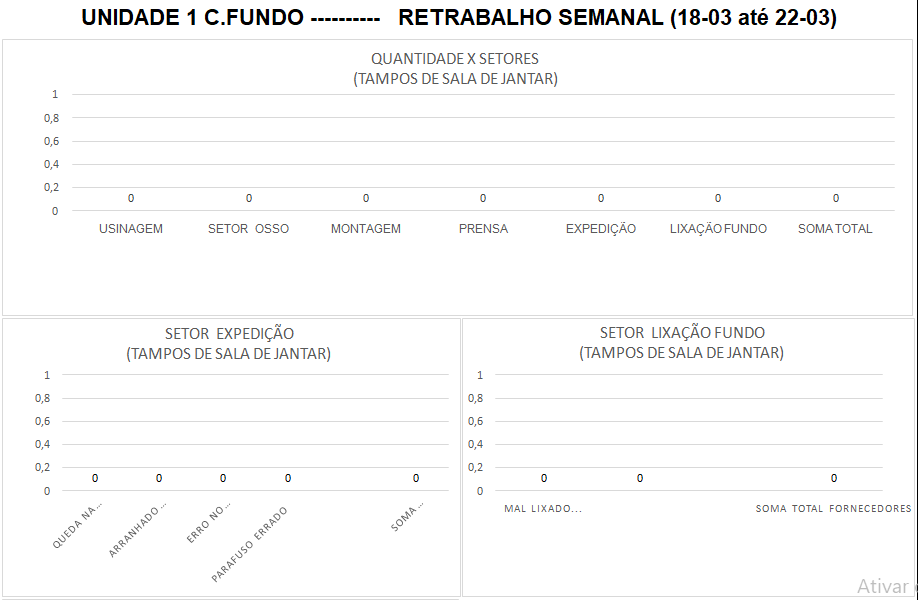 UNIDADE 1 C.FUNDO ---------- RETRABALHO SEMANAL (18-03 até 22-03)
QUANTIDADE X SETORES
(TAMPOS DE SALA DE JANTAR)
1
0,8
0,6
0,4
0,2
0
0 0 0 0 0 0 0
USINAGEM SETOR OSSO MONTAGEM PRENSA EXPEDIÇÃO LIXAÇÃO FUNDO SOMA TOTAL
SETOR EXPEDIÇÃO
(TAMPOS DE SALA DE JANTAR)
1
0,8
0,6
0,4
0,2
0
0 0 0 0 0
QUEDA NA...
ARRANHADO...
ERRO NO...
PARAFUSO ERRADO
SOMA...
SETOR LIXAÇÃO FUNDO
(TAMPOS DE SALA DE JANTAR)
1
0,8
0,6
0,4
0,2
0
0 0 0
MAL LIXADO... SOMA TOTAL FORNECEDORES
Ativar